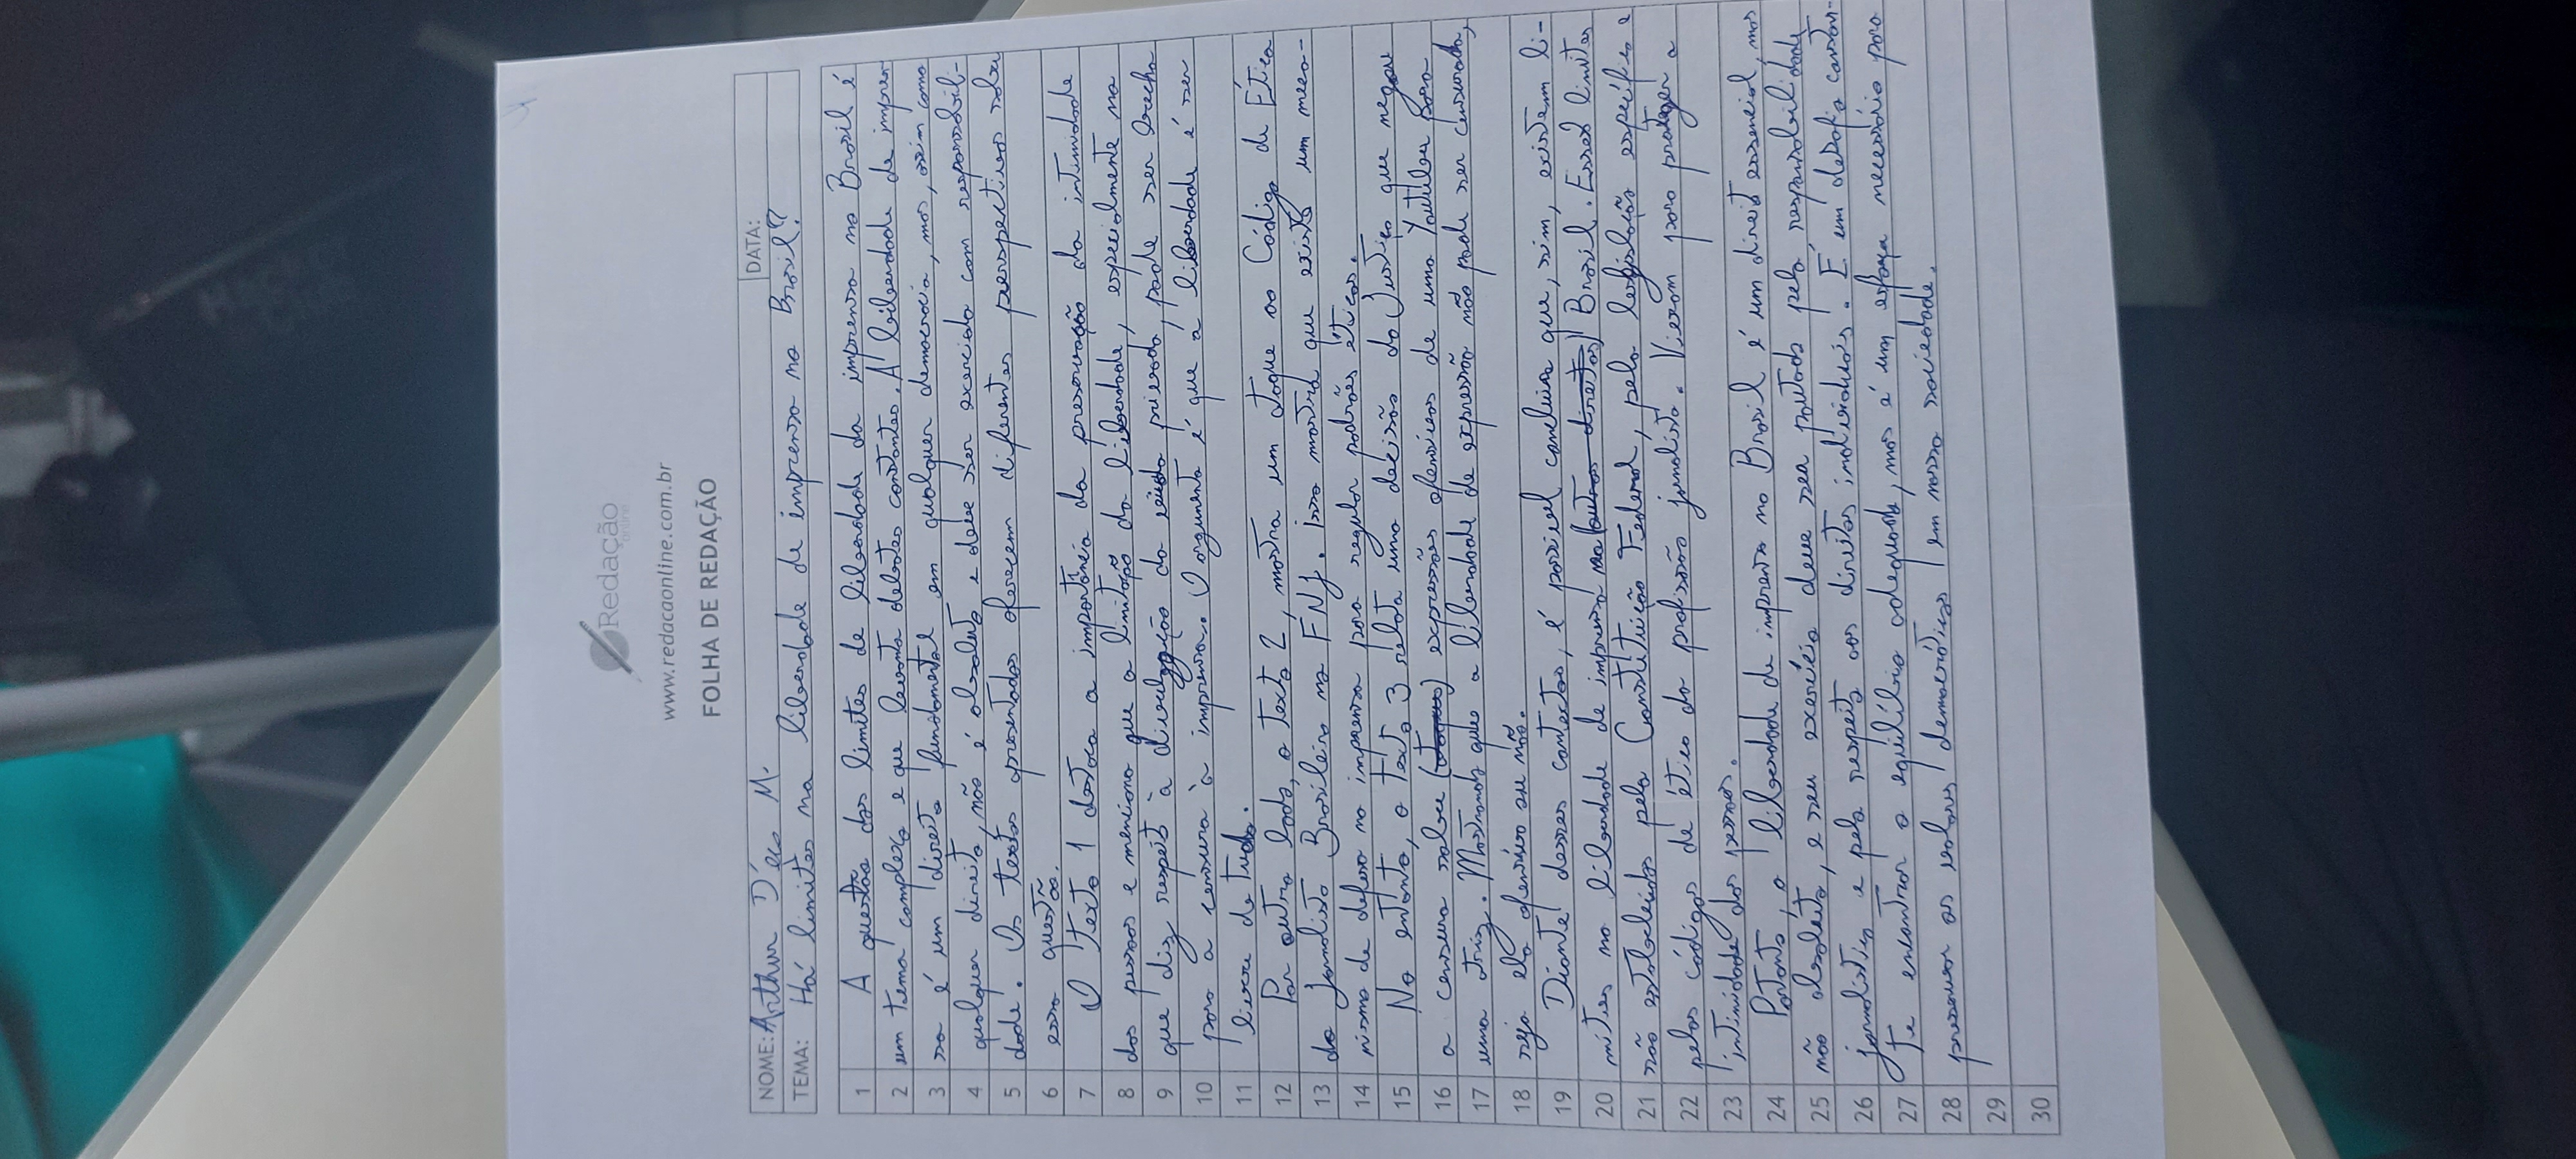 Redação
online
www.redacaonline.com.br
FOLHA DE REDAÇÃO
NOME: Arthur D'éço M. DATA:
TEMA: Há limites na liberdade de imprensa no Brasil?
1 A questão dos limites de liberdade da imprensa no Brasil é
2 um tema complexo e que levanta debates constantes. A liberdade de impren
3 sa é um direito fundamental em qualquer democracia, mas, assim como
4 qualquer direito, não é absoluto e deve ser exercido com responsabili-
5 dade. Os textos apresentados oferecem diferentes perspectivas sobre
6 essa questão.
7 O Texto 1 destaca a importância da preservação da intimidade
8 das pessoas e menciona que a limitação da liberdade, especialmente no
9 que diz respeito à divulgação da vida privada, pode ser brecha
10 para a censura à imprensa. O argumento é que a liberdade é ser
11 livre de tudo.
12 Por outro lado, o texto 2, mostra um toque ao Código de Ética
13 do Jornalista Brasileiro na FNJ. Isso mostra que existe um meca-
14 nismo de defesa na imprensa para regular padrões éticos.
15 No entanto, o texto 3 relata uma decisão da Justiça que negou
16 a censura sobre expressões ofensivas de uma Youtuber para
17 uma atriz. Mostrando que a liberdade de expressão não pode ser censurada,
18 seja ela ofensiva ou não.
19 Diante desses contextos, é possível concluir que, sim, existem li-
20 mites na liberdade de imprensa no Brasil. Esses limites
21 são estabelecidos pela Constituição Federal, pela legislação específica e
22 pelos códigos de ética da profissão jornalista. Vieram para proteger a
23 intimidade das pessoas.
24 Portanto, a liberdade de imprensa no Brasil é um direito essencial, mas
25 não absoluto, e seu exercício deve ser pautado pela responsabilidade
26 jornalística e pelo respeito aos direitos individuais. É um desafio constan-
27 te encontrar o equilíbrio adequado, mas é um esforço necessário para
28 preservar os valores democráticos em nossa sociedade.
29
30